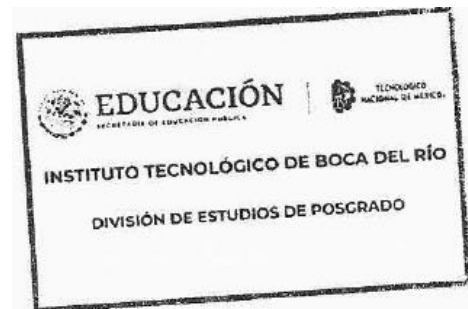 EDUCACIÓN
SECRETARÍA DE EDUCACIÓN PÚBLICA
TECNOLÓGICO
NACIONAL DE MÉXICO
INSTITUTO TECNOLÓGICO DE BOCA DEL RÍO
DIVISIÓN DE ESTUDIOS DE POSGRADO